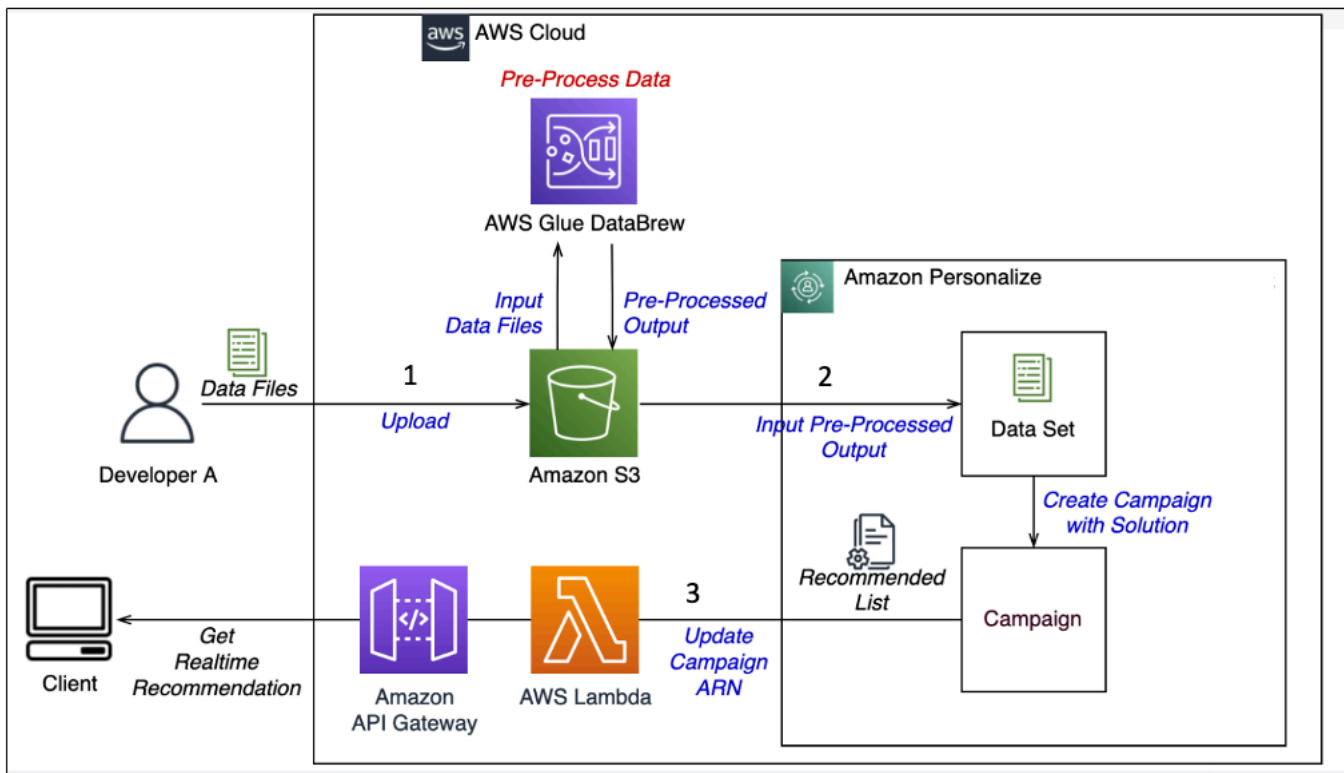 aws
AWS Cloud
Pre-Process Data
AWS Glue DataBrew
Input
Data Files
Pre-Processed
Output
Amazon Personalize
Data Files
1
Upload
Developer A
Amazon S3
2
Input Pre-Processed
Output
Data Set
Create Campaign
with Solution
Recommended
List
Campaign
3
Update
Campaign
ARN
AWS Lambda
</>
Amazon
API Gateway
Get
Realtime
Recommendation
Client